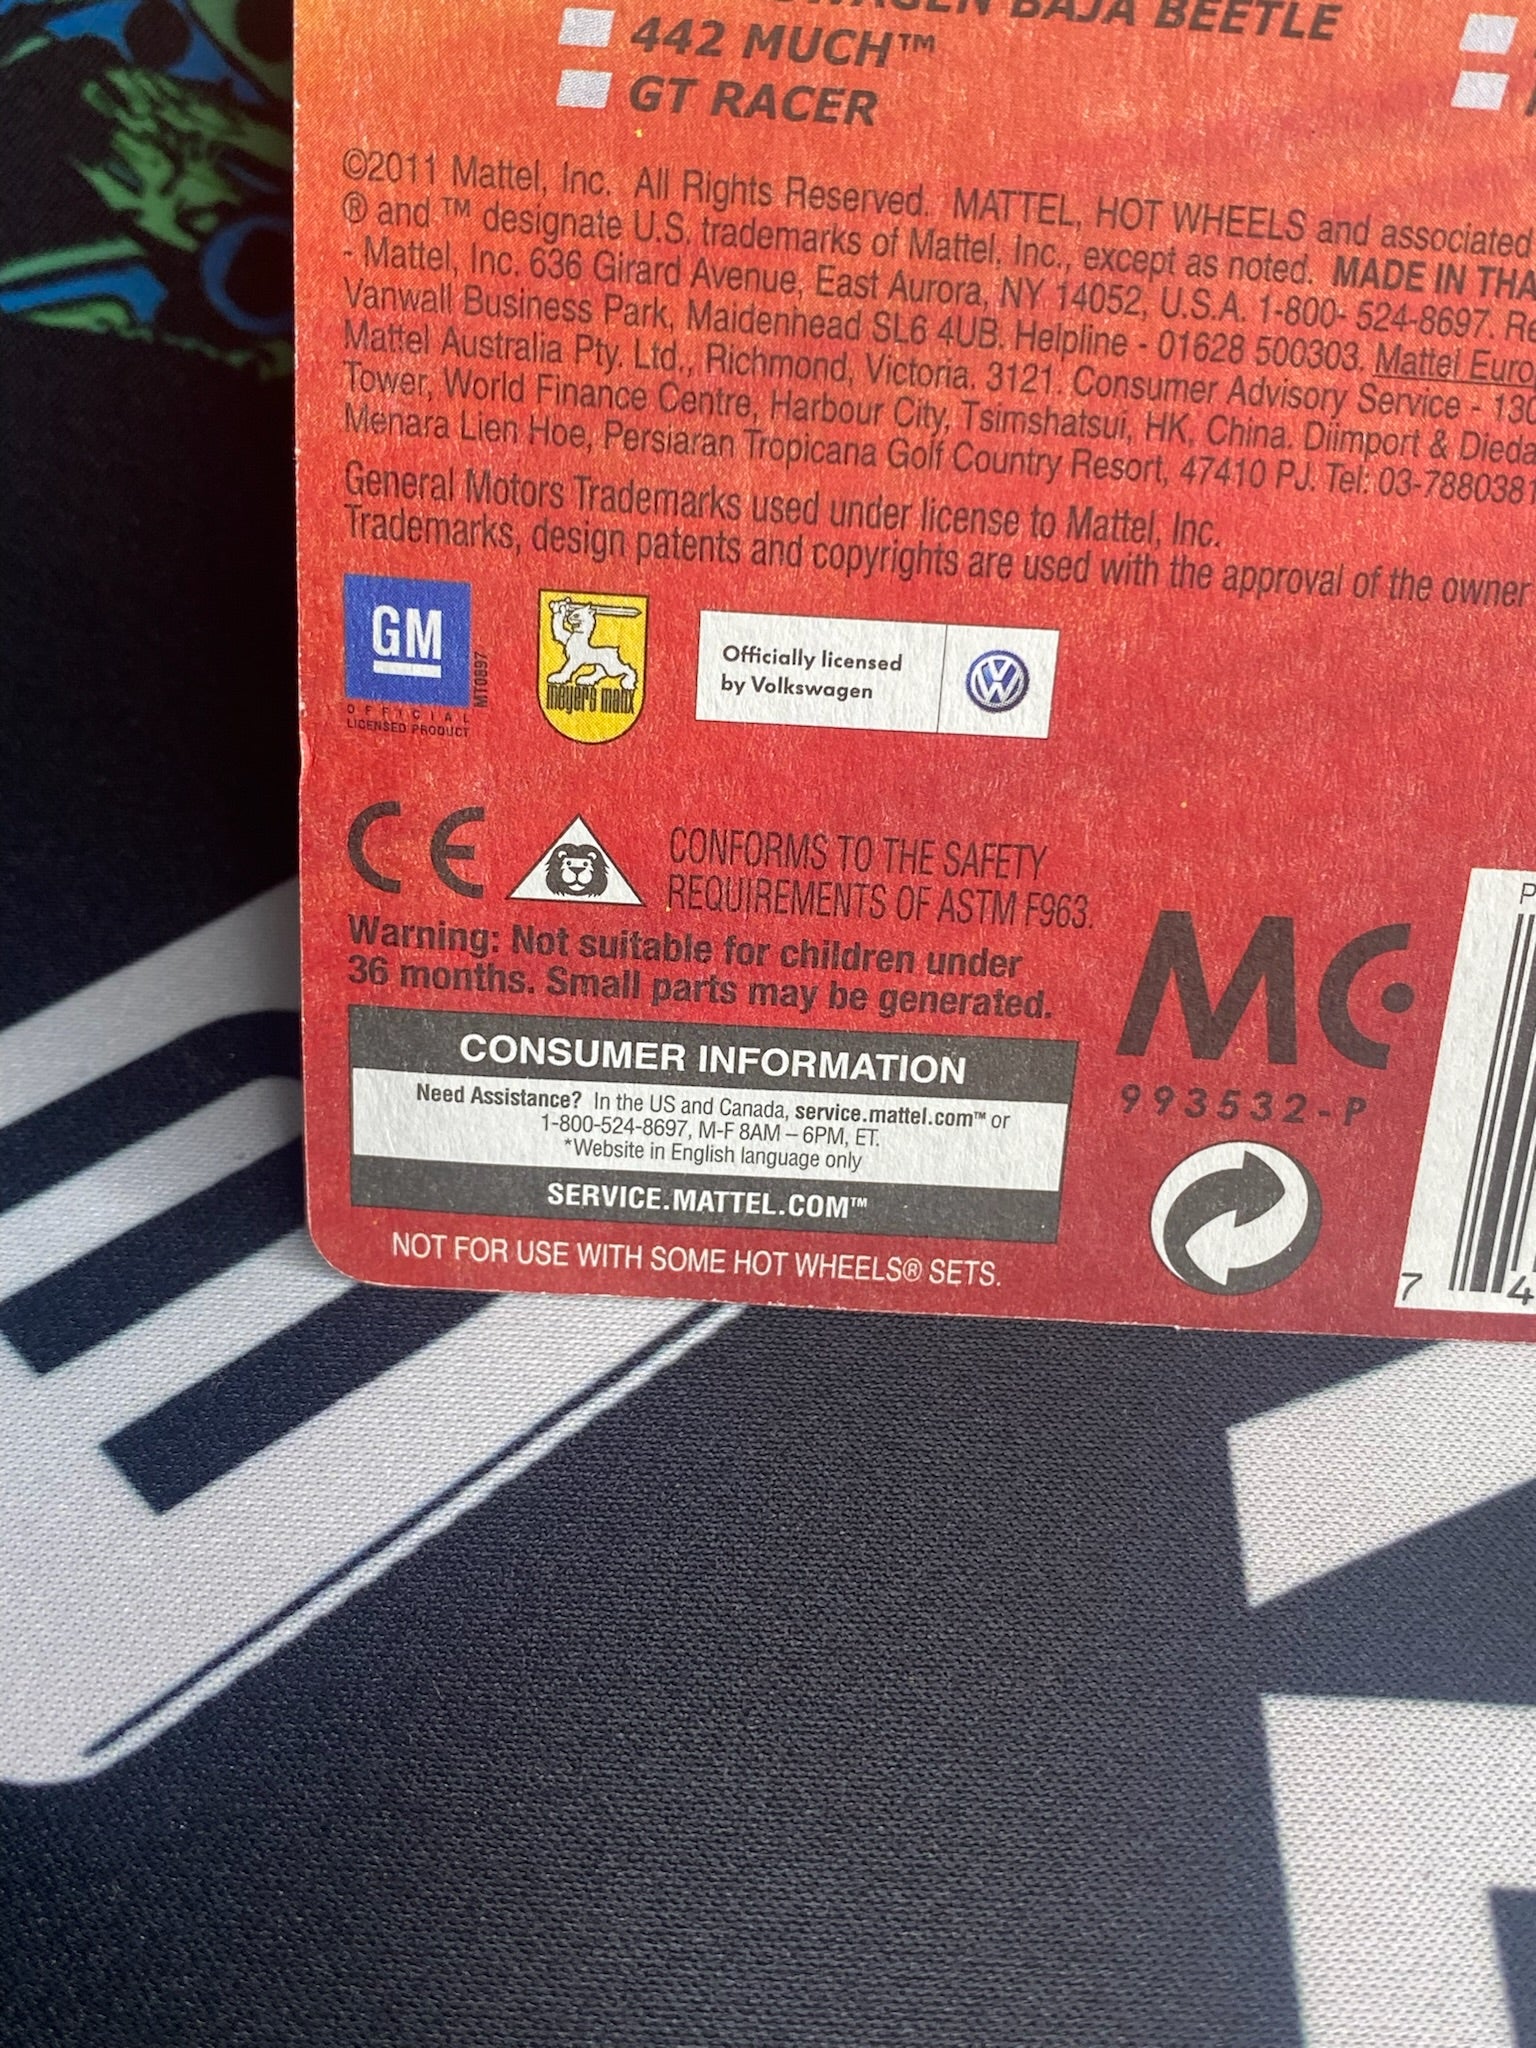 BAJA BEETLE
442 MUCH™
GT RACER
©2011 Mattel, Inc. All Rights Reserved. MATTEL, HOT WHEELS and associated
® and ™ designate U.S. trademarks of Mattel, Inc., except as noted. MADE IN THA
- Mattel, Inc. 636 Girard Avenue, East Aurora, NY 14052, U.S.A. 1-800- 524-8697. R
Vanwall Business Park, Maidenhead SL6 4UB. Helpline - 01628 500303. Mattel Euro
Mattel Australia Pty. Ltd., Richmond, Victoria. 3121. Consumer Advisory Service - 13
Tower, World Finance Centre, Harbour City, Tsimshatsui, HK, China. Diimport & Dieda
Menara Lien Hoe, Persiaran Tropicana Golf Country Resort, 47410 PJ. Tel: 03-788038
General Motors Trademarks used under license to Mattel, Inc.
Trademarks, design patents and copyrights are used with the approval of the owner
GM
MT0897
OFFICIAL
LICENSED PRODUCT
meyers manx
Officially licensed
by Volkswagen
VW
CE
CONFORMS TO THE SAFETY
REQUIREMENTS OF ASTM F963.
Warning: Not suitable for children under
36 months. Small parts may be generated.
MC
993532-P
CONSUMER INFORMATION
Need Assistance? In the US and Canada, service.mattel.com™ or
1-800-524-8697, M-F 8AM – 6PM, ET.
*Website in English language only
SERVICE.MATTEL.COM™
NOT FOR USE WITH SOME HOT WHEELS® SETS.
P
7 4